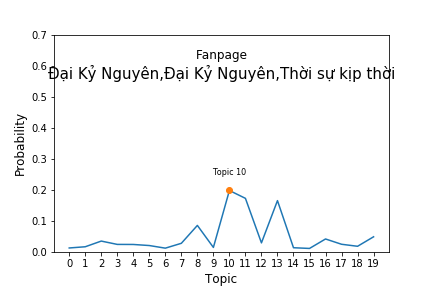 0.7
Fanpage
0.6
Đại Kỷ Nguyên,Đại Kỷ Nguyên,Thời sự kịp thời
0.5
0.4
Probability
0.3
Topic 10
0.2
0.1
0.0
0 1 2 3 4 5 6 7 8 9 10 11 12 13 14 15 16 17 18 19
Topic